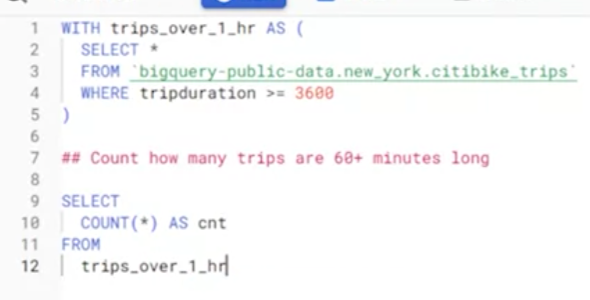 1 WITH trips_over_1_hr AS (
2 SELECT *
3 FROM `bigquery-public-data.new_york.citibike_trips`
4 WHERE tripduration >= 3600
5 )
6
7 ## Count how many trips are 60+ minutes long
8
9 SELECT
10 COUNT(*) AS cnt
11 FROM
12 trips_over_1_hr